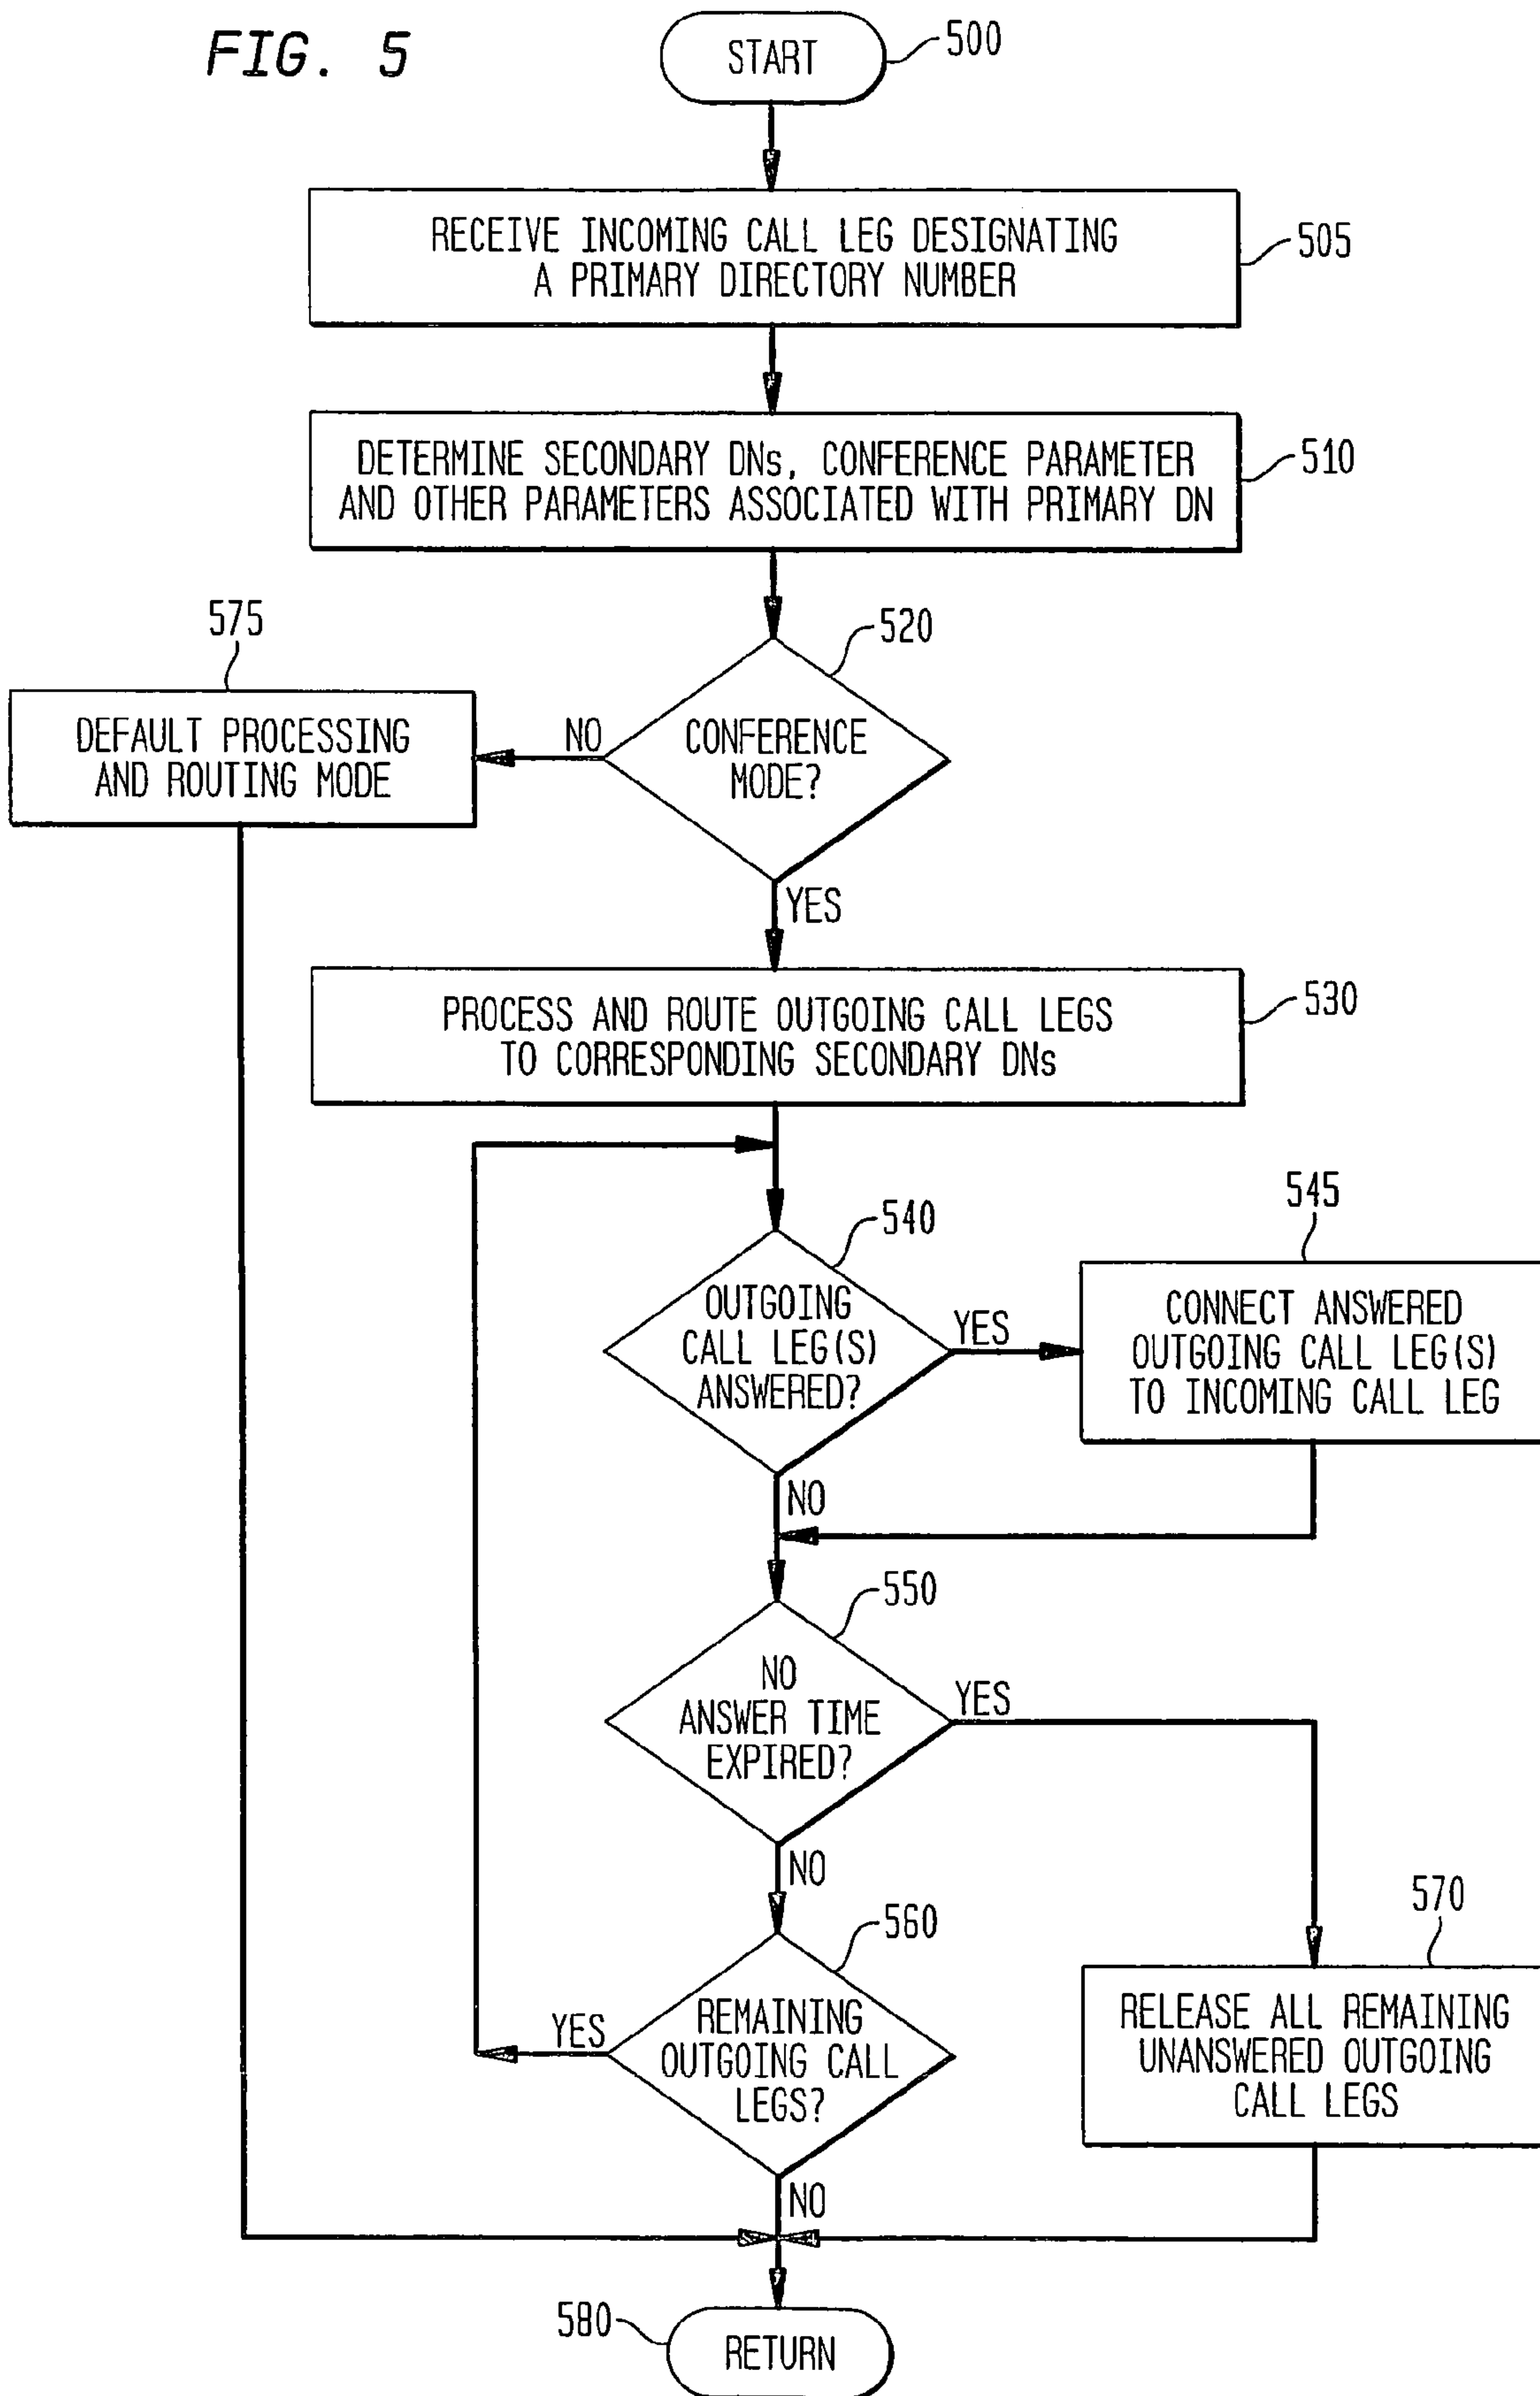 FIG. 5
START
500
RECEIVE INCOMING CALL LEG DESIGNATING
A PRIMARY DIRECTORY NUMBER
505
DETERMINE SECONDARY DNs, CONFERENCE PARAMETER
AND OTHER PARAMETERS ASSOCIATED WITH PRIMARY DN
510
575
DEFAULT PROCESSING
AND ROUTING MODE
NO
520
CONFERENCE
MODE?
YES
PROCESS AND ROUTE OUTGOING CALL LEGS
TO CORRESPONDING SECONDARY DNs
530
540
OUTGOING
CALL LEG(S)
ANSWERED?
YES
545
CONNECT ANSWERED
OUTGOING CALL LEG(S)
TO INCOMING CALL LEG
NO
550
NO
ANSWER TIME
EXPIRED?
YES
NO
560
REMAINING
OUTGOING CALL
LEGS?
YES
570
RELEASE ALL REMAINING
UNANSWERED OUTGOING
CALL LEGS
NO
580
RETURN